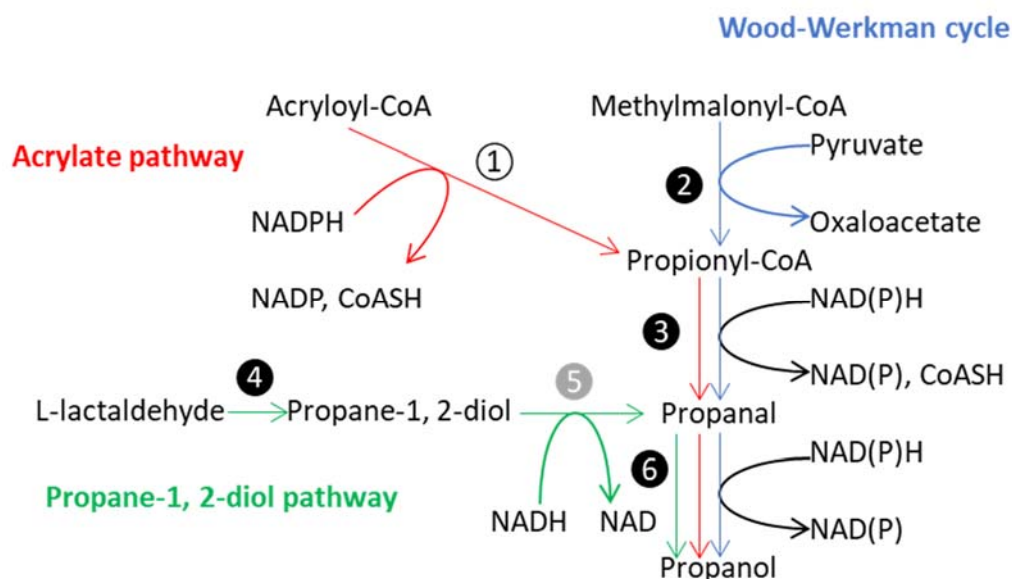 Wood-Werkman cycle
Acryloyl-CoA
Methylmalonyl-CoA
Acrylate pathway
1
Pyruvate
2
NADPH
Oxaloacetate
Propionyl-CoA
NADP, CoASH
NAD(P)H
3
NAD(P), CoASH
4
5
L-lactaldehyde
Propane-1, 2-diol
Propanal
NAD(P)H
6
Propane-1, 2-diol pathway
NADH
NAD
NAD(P)
Propanol